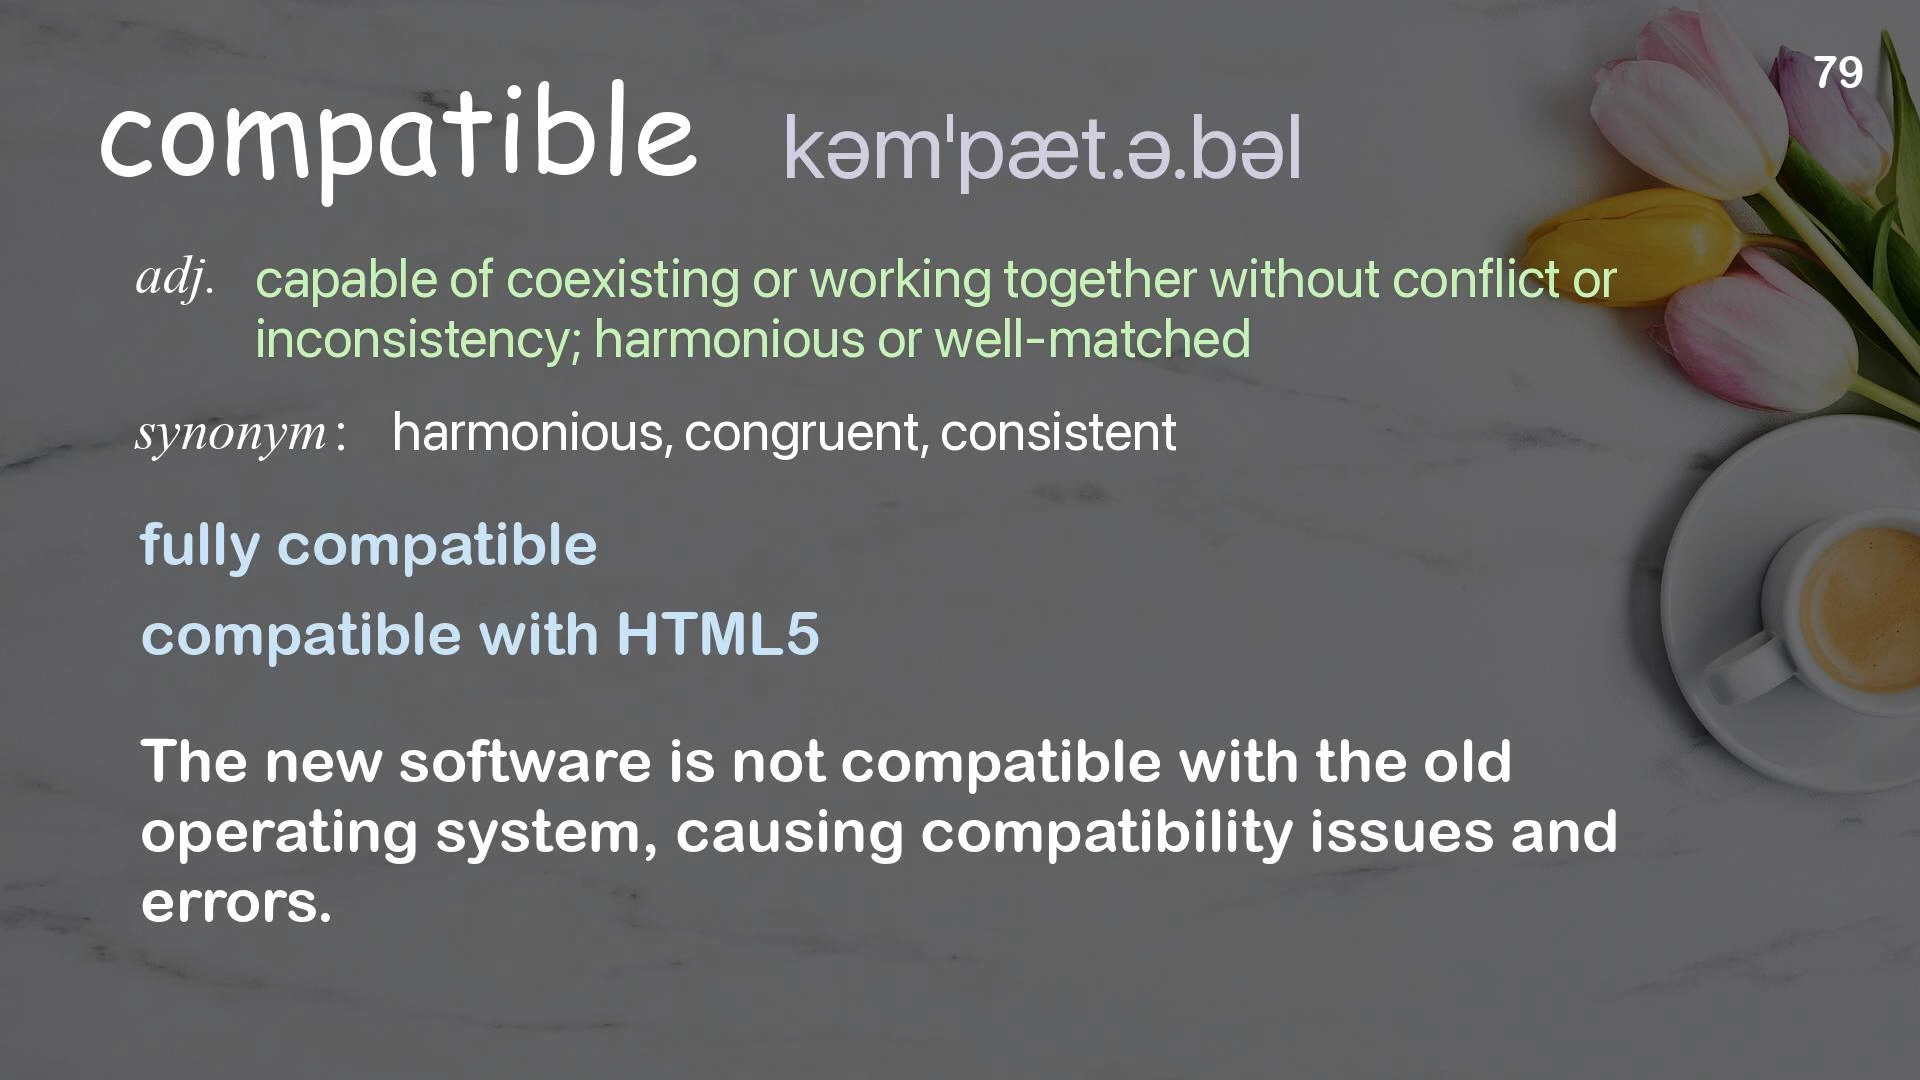 79
compatible kəm'pæt.ə.bəl
adj. capable of coexisting or working together without conflict or
inconsistency; harmonious or well-matched
synonym: harmonious, congruent, consistent
fully compatible
compatible with HTML5
The new software is not compatible with the old
operating system, causing compatibility issues and
errors.